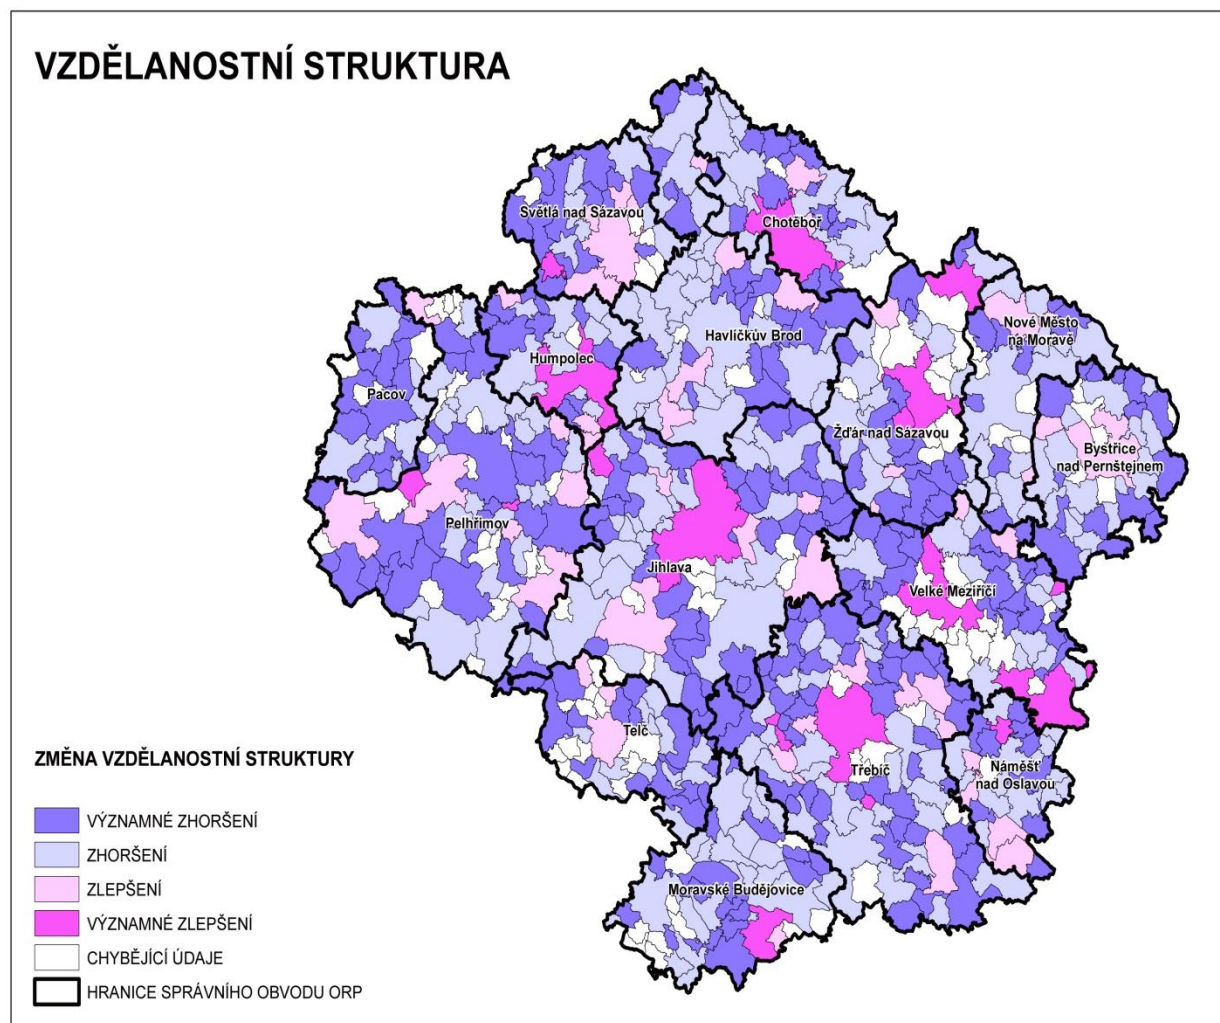 VZDĚLANOSTNÍ STRUKTURA
Světlá nad Sázavou
Chotěboř
Havlíčkův Brod
Nové Město
na Moravě
Humpolec
Pacov
Žďár nad Sázavou
Bystřice
nad Pernštejnem
Pelhřimov
Jihlava
Velké Meziříčí
Telč
Třebíč
Náměšť
nad Oslavou
Moravské Budějovice
ZMĚNA VZDĚLANOSTNÍ STRUKTURY
VÝZNAMNÉ ZHORŠENÍ
ZHORŠENÍ
ZLEPŠENÍ
VÝZNAMNÉ ZLEPŠENÍ
CHYBĚJÍCÍ ÚDAJE
HRANICE SPRÁVNÍHO OBVODU ORP